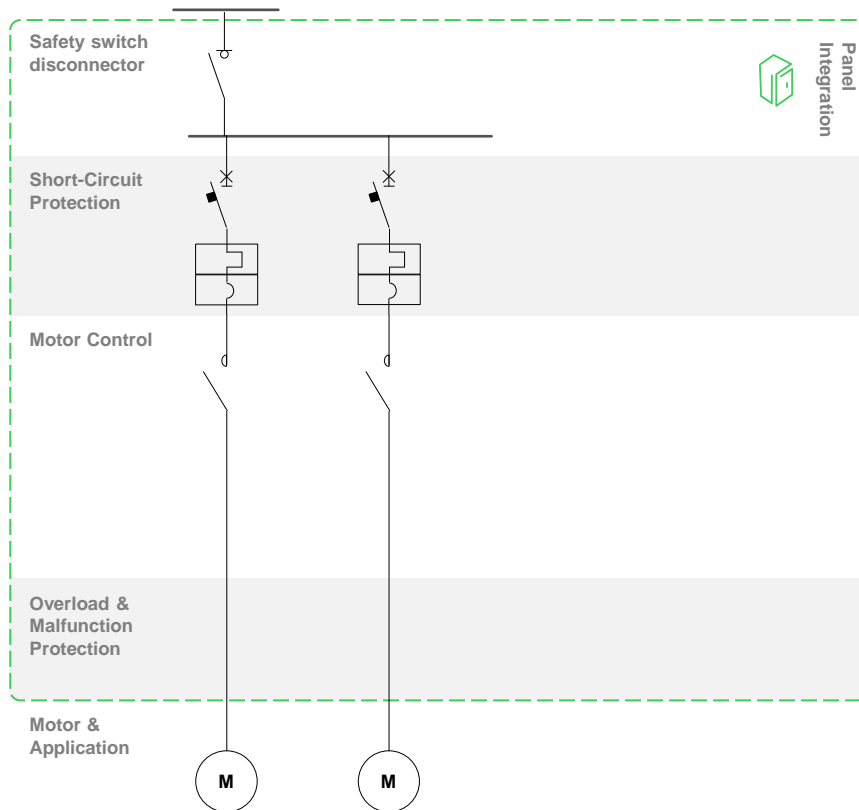 Safety switch
disconnector
Panel
Integration
Short-Circuit
Protection
Motor Control
Overload &
Malfunction
Protection
Motor &
Application
M
M